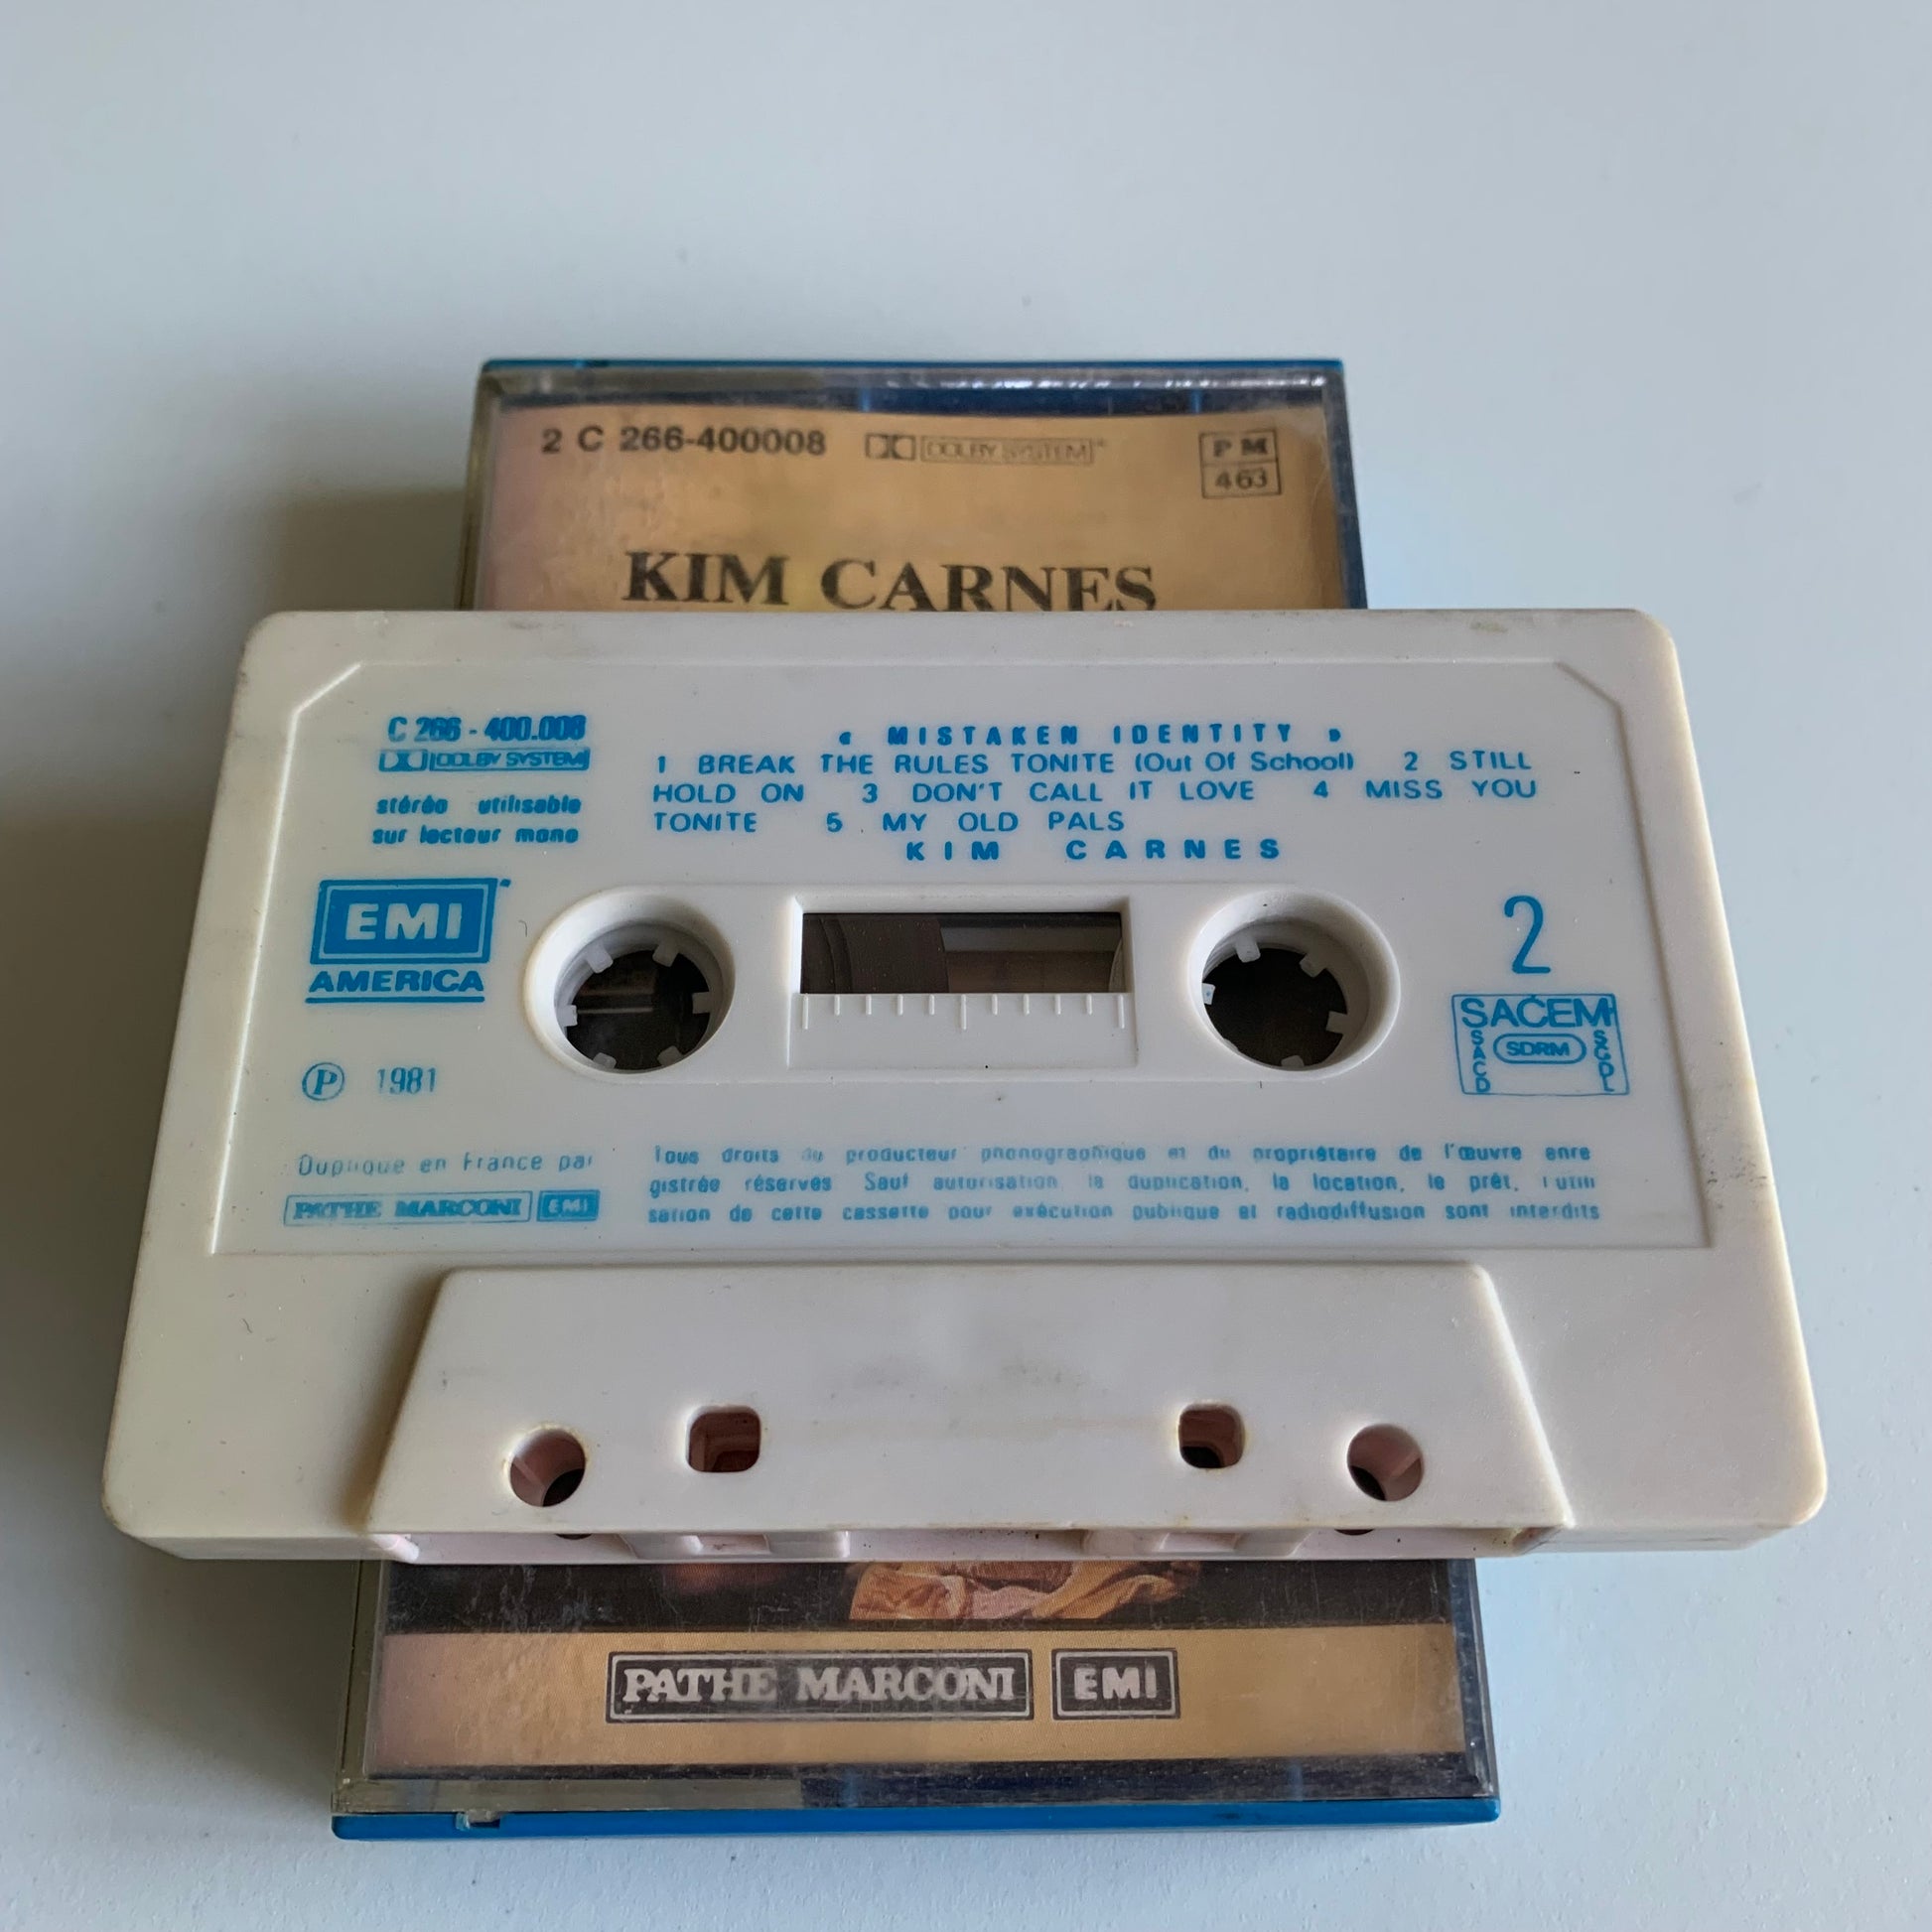 2 C 266-400008 DOLBY SYSTEM®
P M
463
KIM CARNES
C 266 - 400.008
DOLBY SYSTEM
stéréo utilisable
sur lecteur mono
« MISTAKEN IDENTITY »
1 BREAK THE RULES TONITE (Out Of School) 2 STILL
HOLD ON 3 DON'T CALL IT LOVE 4 MISS YOU
TONITE 5 MY OLD PALS
KIM CARNES
EMI
AMERICA
Ⓟ 1981
2
SACEM
SACD
SDRM
SGDL
Duplique en France par
PATHE MARCONI EMI
Tous droits du producteur phonographique et du propriétaire de l'œuvre enre
gistrée réservés Sauf autorisation, la duplication, la location, le prêt, l'utili
sation de cette cassette pour exécution publique et radiodiffusion sont interdits
PATHE MARCONI EMI